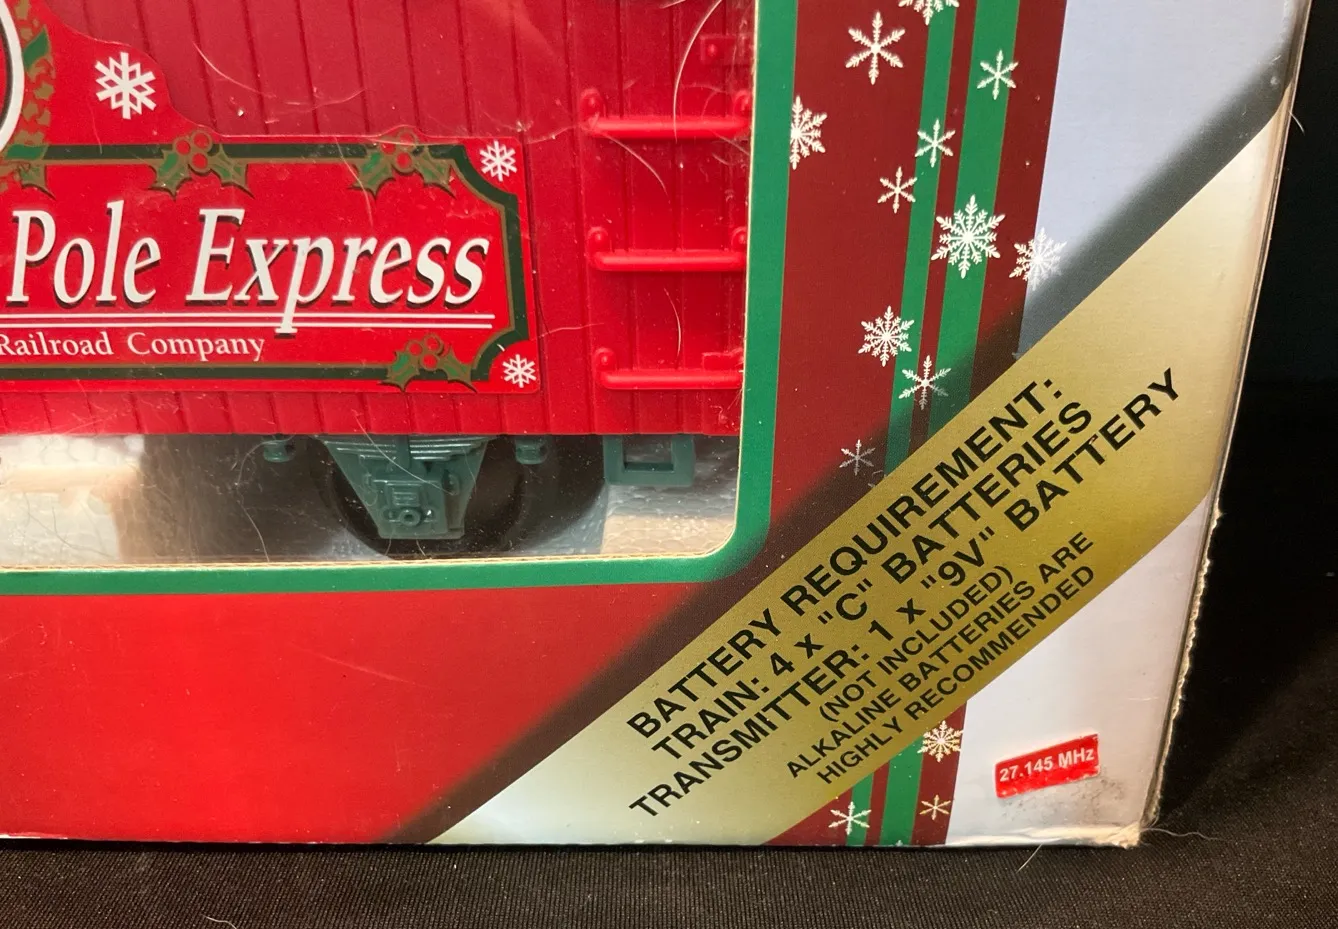 Pole Express
Railroad Company
BATTERY REQUIREMENT:
TRAIN: 4 x "C" BATTERIES
TRANSMITTER: 1 x "9V" BATTERY
(NOT INCLUDED)
ALKALINE BATTERIES ARE
HIGHLY RECOMMENDED
27.145 MHz